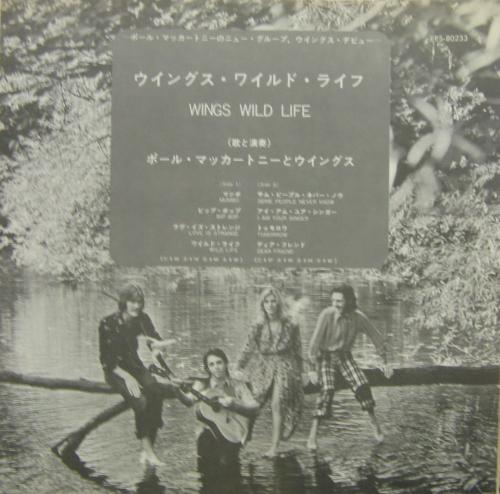 ポール・マッカートニーのニュー・グループ、ウイングス・デビュー
EPS-80233
ウイングス・ワイルド・ライフ
WINGS WILD LIFE
(歌と演奏)
ポール・マッカートニーとウイングス
(Side 1)
マンボ
MUMBO
ビップ・ボップ
BIP BOP
ラヴ・イズ・ストレンジ
LOVE IS STRANGE
ワイルド・ライフ
WILD LIFE
(Side 2)
サム・ピープル・ネバー・ノウ
SOME PEOPLE NEVER KNOW
アイ・アム・ユア・シンガー
I AM YOUR SINGER
トゥモロウ
TOMORROW
ディア・フレンド
DEAR FRIEND